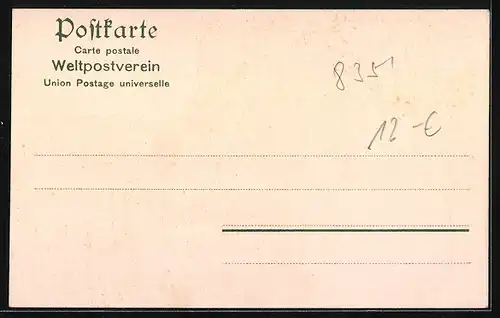 Poſtkarte
Carte postale
Weltpostverein
Union Postage universelle
8351
12 -€